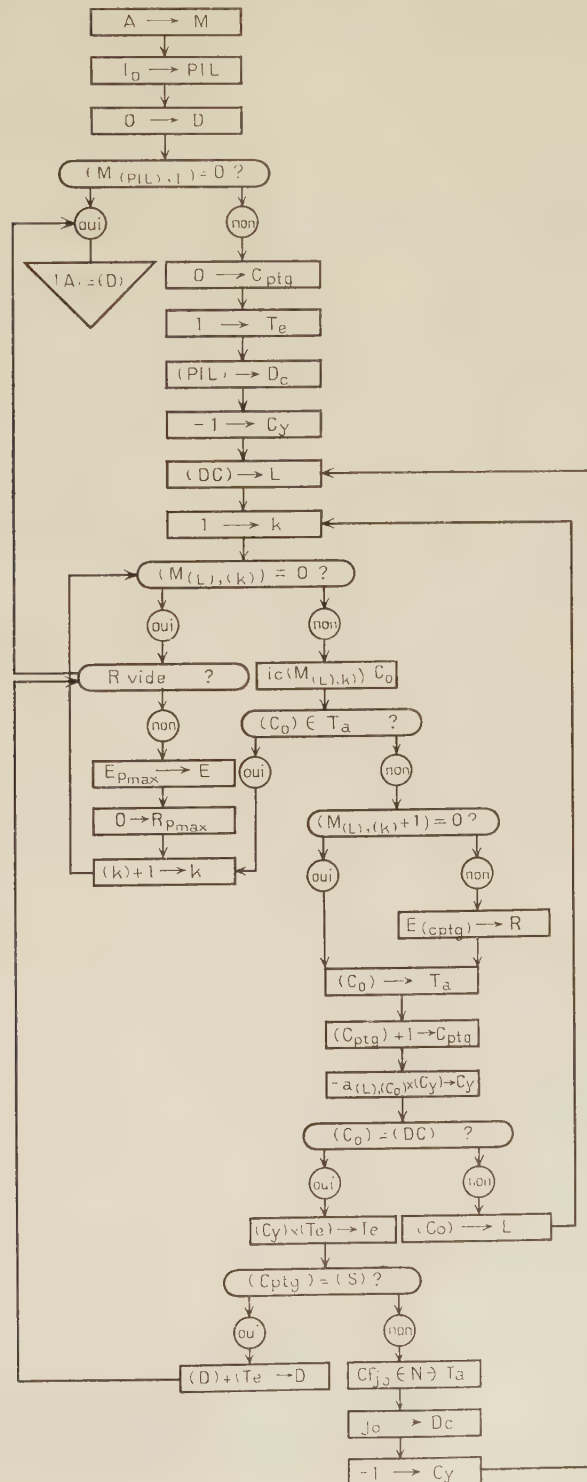 A → M
I₀ → PIL
0 → D
(M(PIL),1)=0 ?
oui
non
|A|=(D)
0 → Cptg
1 → Te
(PIL) → Dc
-1 → Cy
(DC) → L
1 → k
(M(L),(k)) = 0 ?
oui
non
R vide ?
ic(M(L),k)) C₀
non
(C₀) ∈ Ta ?
Epmax → E
oui
non
0→Rpmax
(M(L),(k)+1)=0?
(k)+1→k
oui
non
E(cptg) → R
(C₀) → Ta
(Cptg)+1→Cptg
-a(L),(C₀)×(Cy)→Cy
(C₀)=(DC) ?
oui
non
(Cy)×(Te)→Te
(Co) → L
(Cptg)=(S)?
oui
non
(D)+(Te → D
Jo → Dc
-1 → Cy